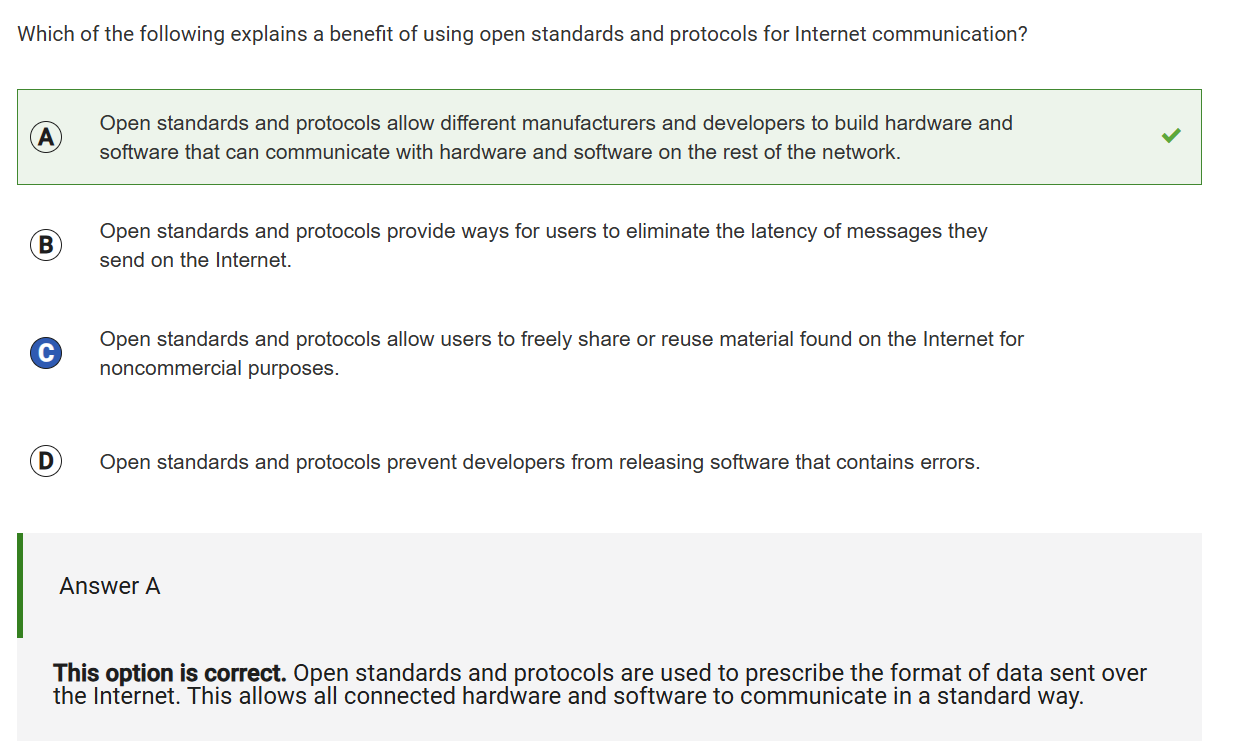 Which of the following explains a benefit of using open standards and protocols for Internet communication?
A
Open standards and protocols allow different manufacturers and developers to build hardware and
software that can communicate with hardware and software on the rest of the network.
B
Open standards and protocols provide ways for users to eliminate the latency of messages they
send on the Internet.
C
Open standards and protocols allow users to freely share or reuse material found on the Internet for
noncommercial purposes.
D
Open standards and protocols prevent developers from releasing software that contains errors.
Answer A
This option is correct. Open standards and protocols are used to prescribe the format of data sent over
the Internet. This allows all connected hardware and software to communicate in a standard way.